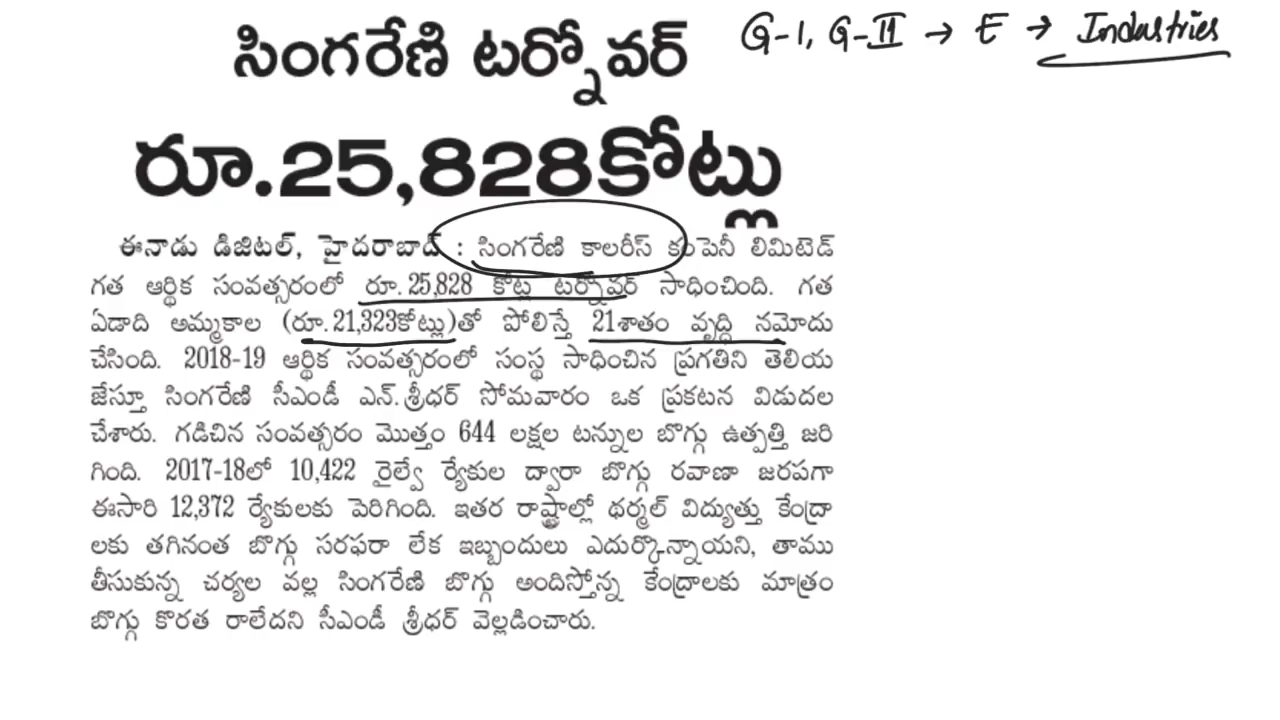 G-I, G-II → E → Industries
సింగరేణి టర్నోవర్
రూ.25,828కోట్లు
ఈనాడు డిజిటల్, హైదరాబాద్ : సింగరేణి కాలరీస్ కంపెనీ లిమిటెడ్
గత ఆర్థిక సంవత్సరంలో రూ.25,828 కోట్ల టర్నోవర్ సాధించింది. గత
ఏడాది అమ్మకాల (రూ.21,323కోట్లు)తో పోలిస్తే 21శాతం వృద్ధి నమోదు
చేసింది. 2018-19 ఆర్థిక సంవత్సరంలో సంస్థ సాధించిన ప్రగతిని తెలియ
జేస్తూ సింగరేణి సీఎండీ ఎన్.శ్రీధర్ సోమవారం ఒక ప్రకటన విడుదల
చేశారు. గడిచిన సంవత్సరం మొత్తం 644 లక్షల టన్నుల బొగ్గు ఉత్పత్తి జరి
గింది. 2017-18లో 10,422 రైల్వే ర్యేకుల ద్వారా బొగ్గు రవాణా జరపగా
ఈసారి 12,372 ర్యేకులకు పెరిగింది. ఇతర రాష్ట్రాల్లో థర్మల్ విద్యుత్తు కేంద్రా
లకు తగినంత బొగ్గు సరఫరా లేక ఇబ్బందులు ఎదుర్కొన్నాయని, తాము
తీసుకున్న చర్యల వల్ల సింగరేణి బొగ్గు అందిస్తోన్న కేంద్రాలకు మాత్రం
బొగ్గు కొరత రాలేదని సీఎండీ శ్రీధర్ వెల్లడించారు.